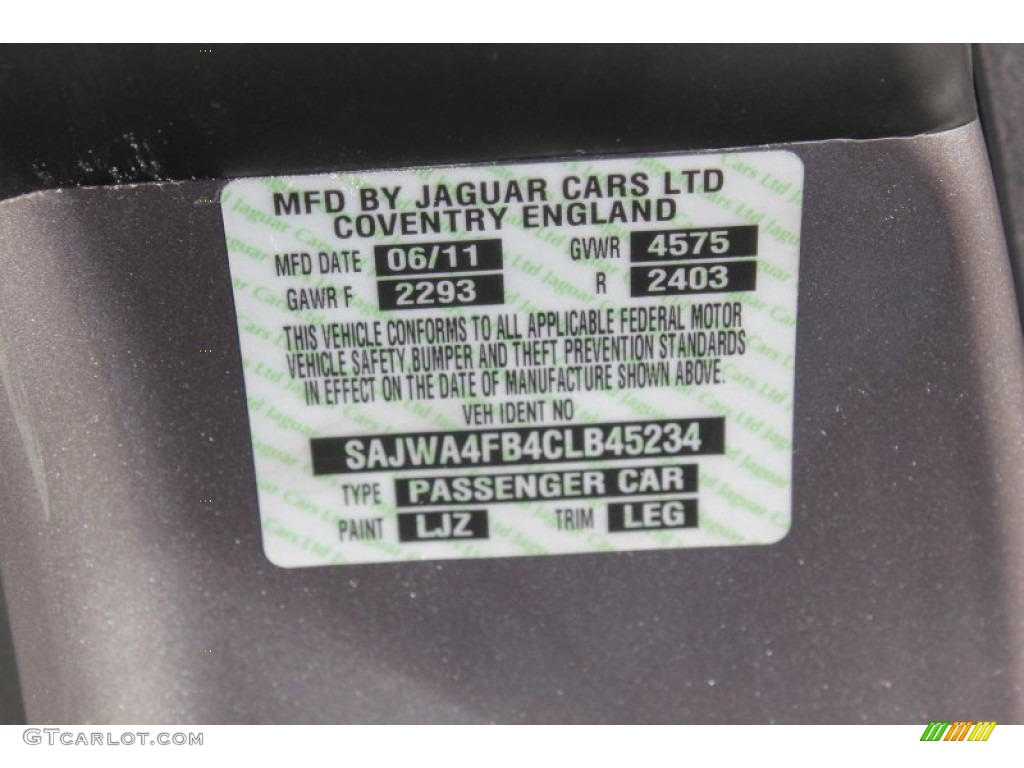 MFD BY JAGUAR CARS LTD
COVENTRY ENGLAND
MFD DATE 06/11 GVWR 4575
GAWR F 2293 R 2403
THIS VEHICLE CONFORMS TO ALL APPLICABLE FEDERAL MOTOR
VEHICLE SAFETY, BUMPER AND THEFT PREVENTION STANDARDS
IN EFFECT ON THE DATE OF MANUFACTURE SHOWN ABOVE.
VEH IDENT NO
SAJWA4FB4CLB45234
TYPE PASSENGER CAR
PAINT LJZ TRIM LEG
GTCARLOT.COM